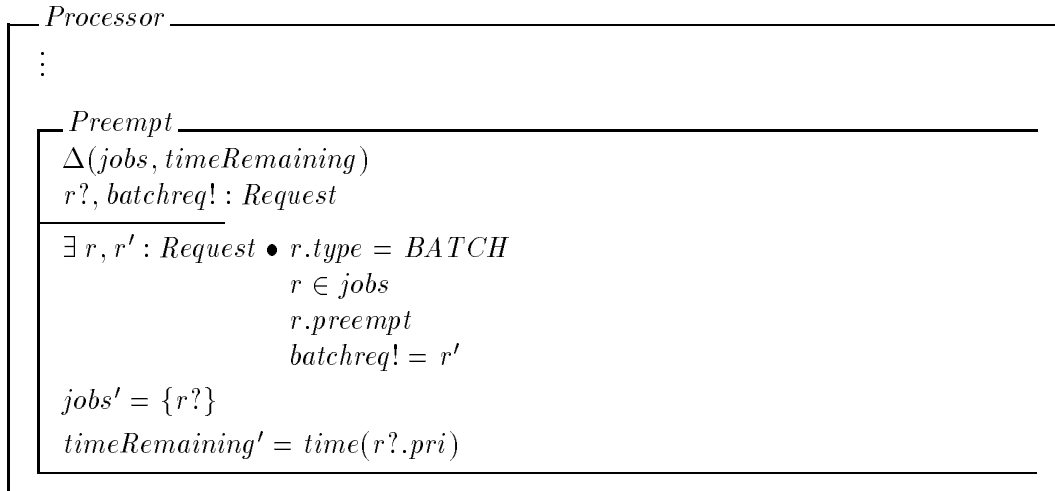 Processor
⋮
Preempt
Δ(jobs, timeRemaining)
r?, batchreq! : Request
∃ r, r′ : Request • r.type = BATCH
r ∈ jobs
r.preempt
batchreq! = r′
jobs′ = {r?}
timeRemaining′ = time(r?.pri)